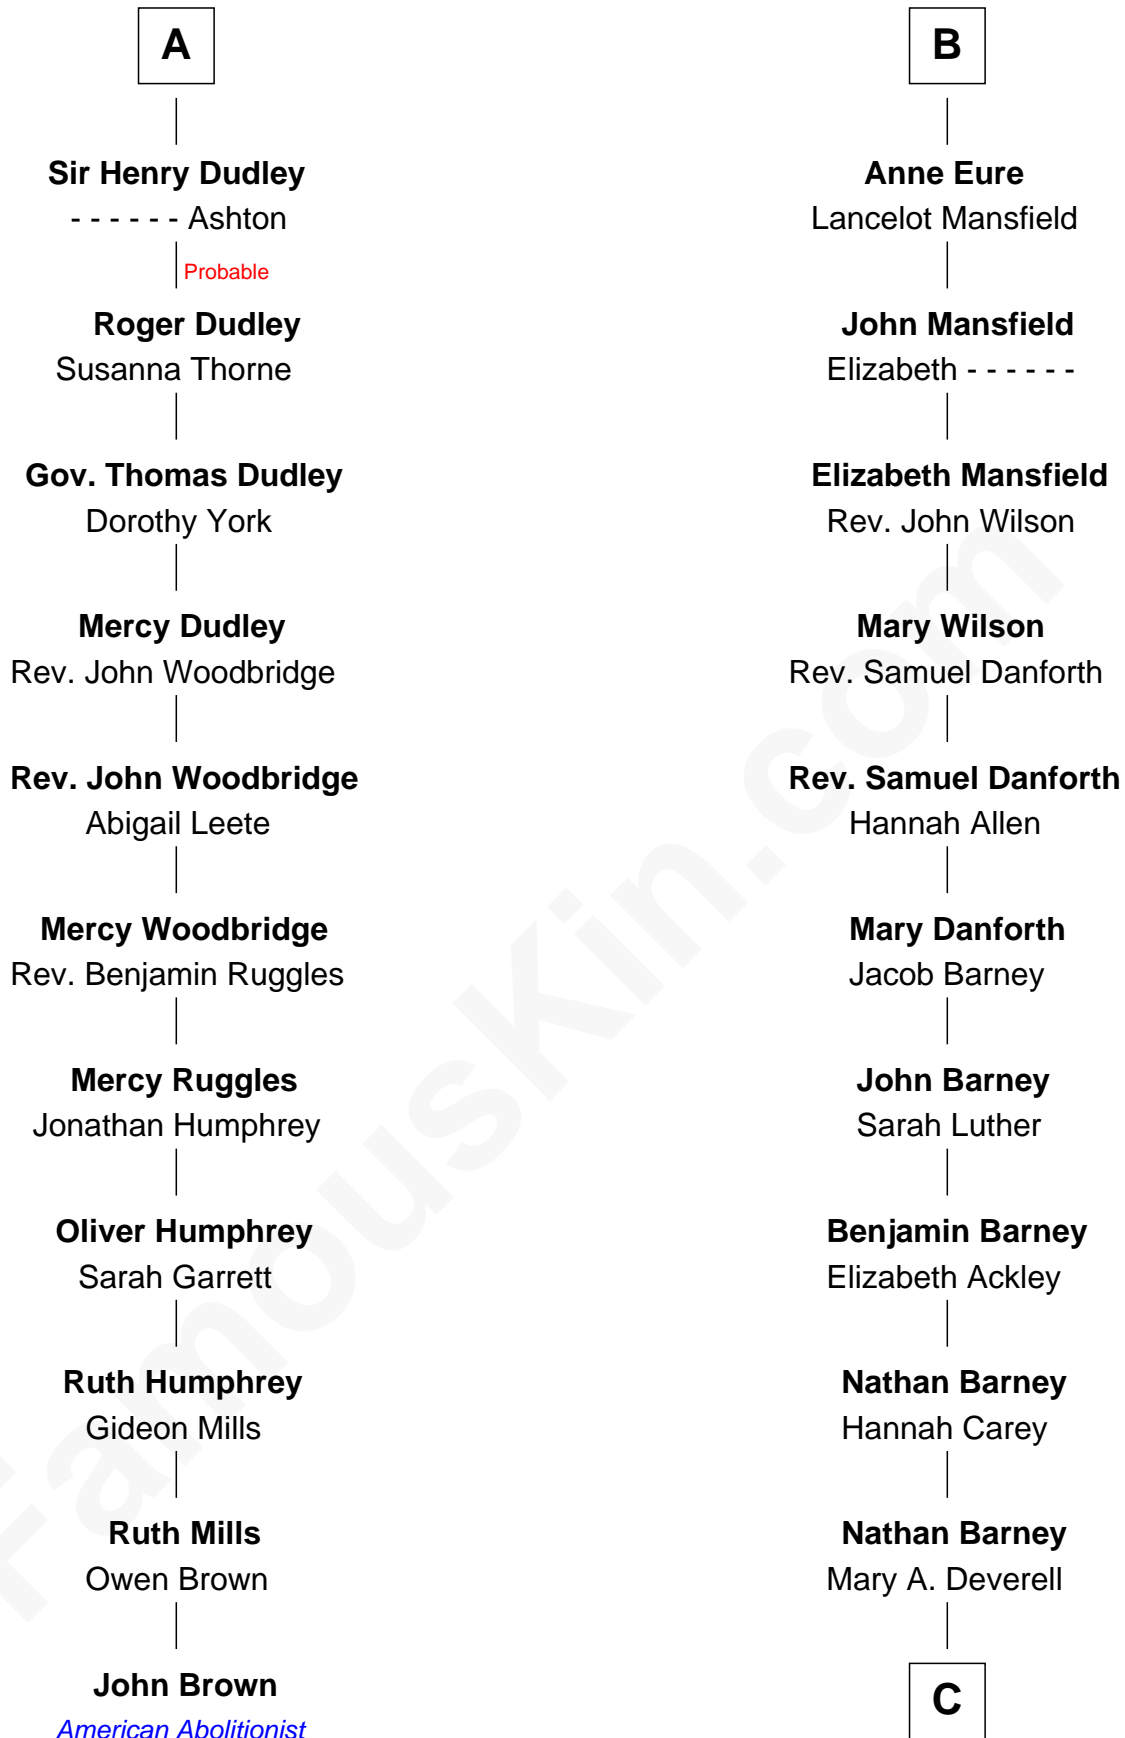 A
Sir Henry Dudley
- - - - - - Ashton
Probable
Roger Dudley
Susanna Thorne
Gov. Thomas Dudley
Dorothy York
Mercy Dudley
Rev. John Woodbridge
Rev. John Woodbridge
Abigail Leete
Mercy Woodbridge
Rev. Benjamin Ruggles
Mercy Ruggles
Jonathan Humphrey
Oliver Humphrey
Sarah Garrett
Ruth Humphrey
Gideon Mills
Ruth Mills
Owen Brown
John Brown
American Abolitionist
B
Anne Eure
Lancelot Mansfield
John Mansfield
Elizabeth - - - - - -
Elizabeth Mansfield
Rev. John Wilson
Mary Wilson
Rev. Samuel Danforth
Rev. Samuel Danforth
Hannah Allen
Mary Danforth
Jacob Barney
John Barney
Sarah Luther
Benjamin Barney
Elizabeth Ackley
Nathan Barney
Hannah Carey
Nathan Barney
Mary A. Deverell
C
FamousKin.com